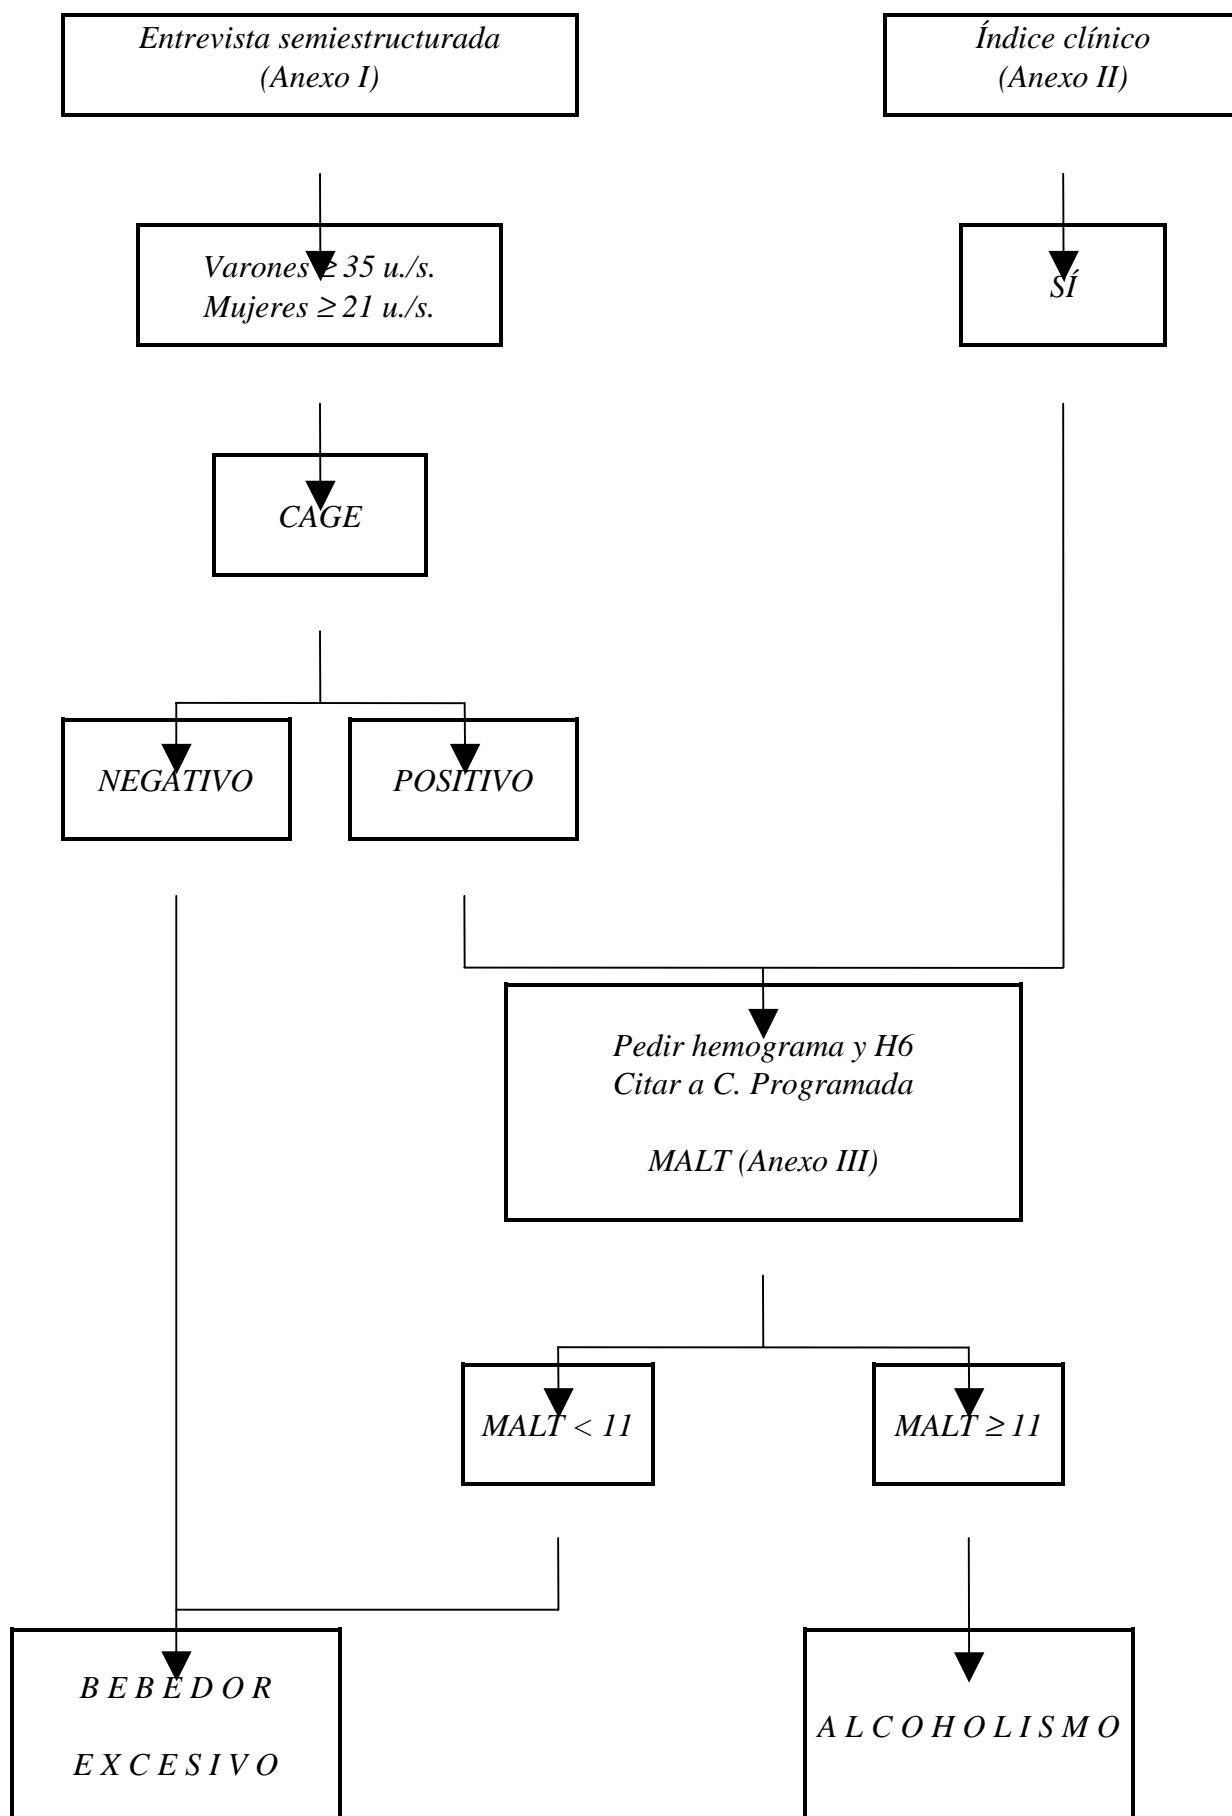 Entrevista semiestructurada
(Anexo I)
Índice clínico
(Anexo II)
Varones ≥ 35 u./s.
Mujeres ≥ 21 u./s.
SÍ
CAGE
NEGATIVO
POSITIVO
Pedir hemograma y H6
Citar a C. Programada
MALT (Anexo III)
MALT < 11
MALT ≥ 11
B E B E D O R
E X C E S I V O
A L C O H O L I S M O